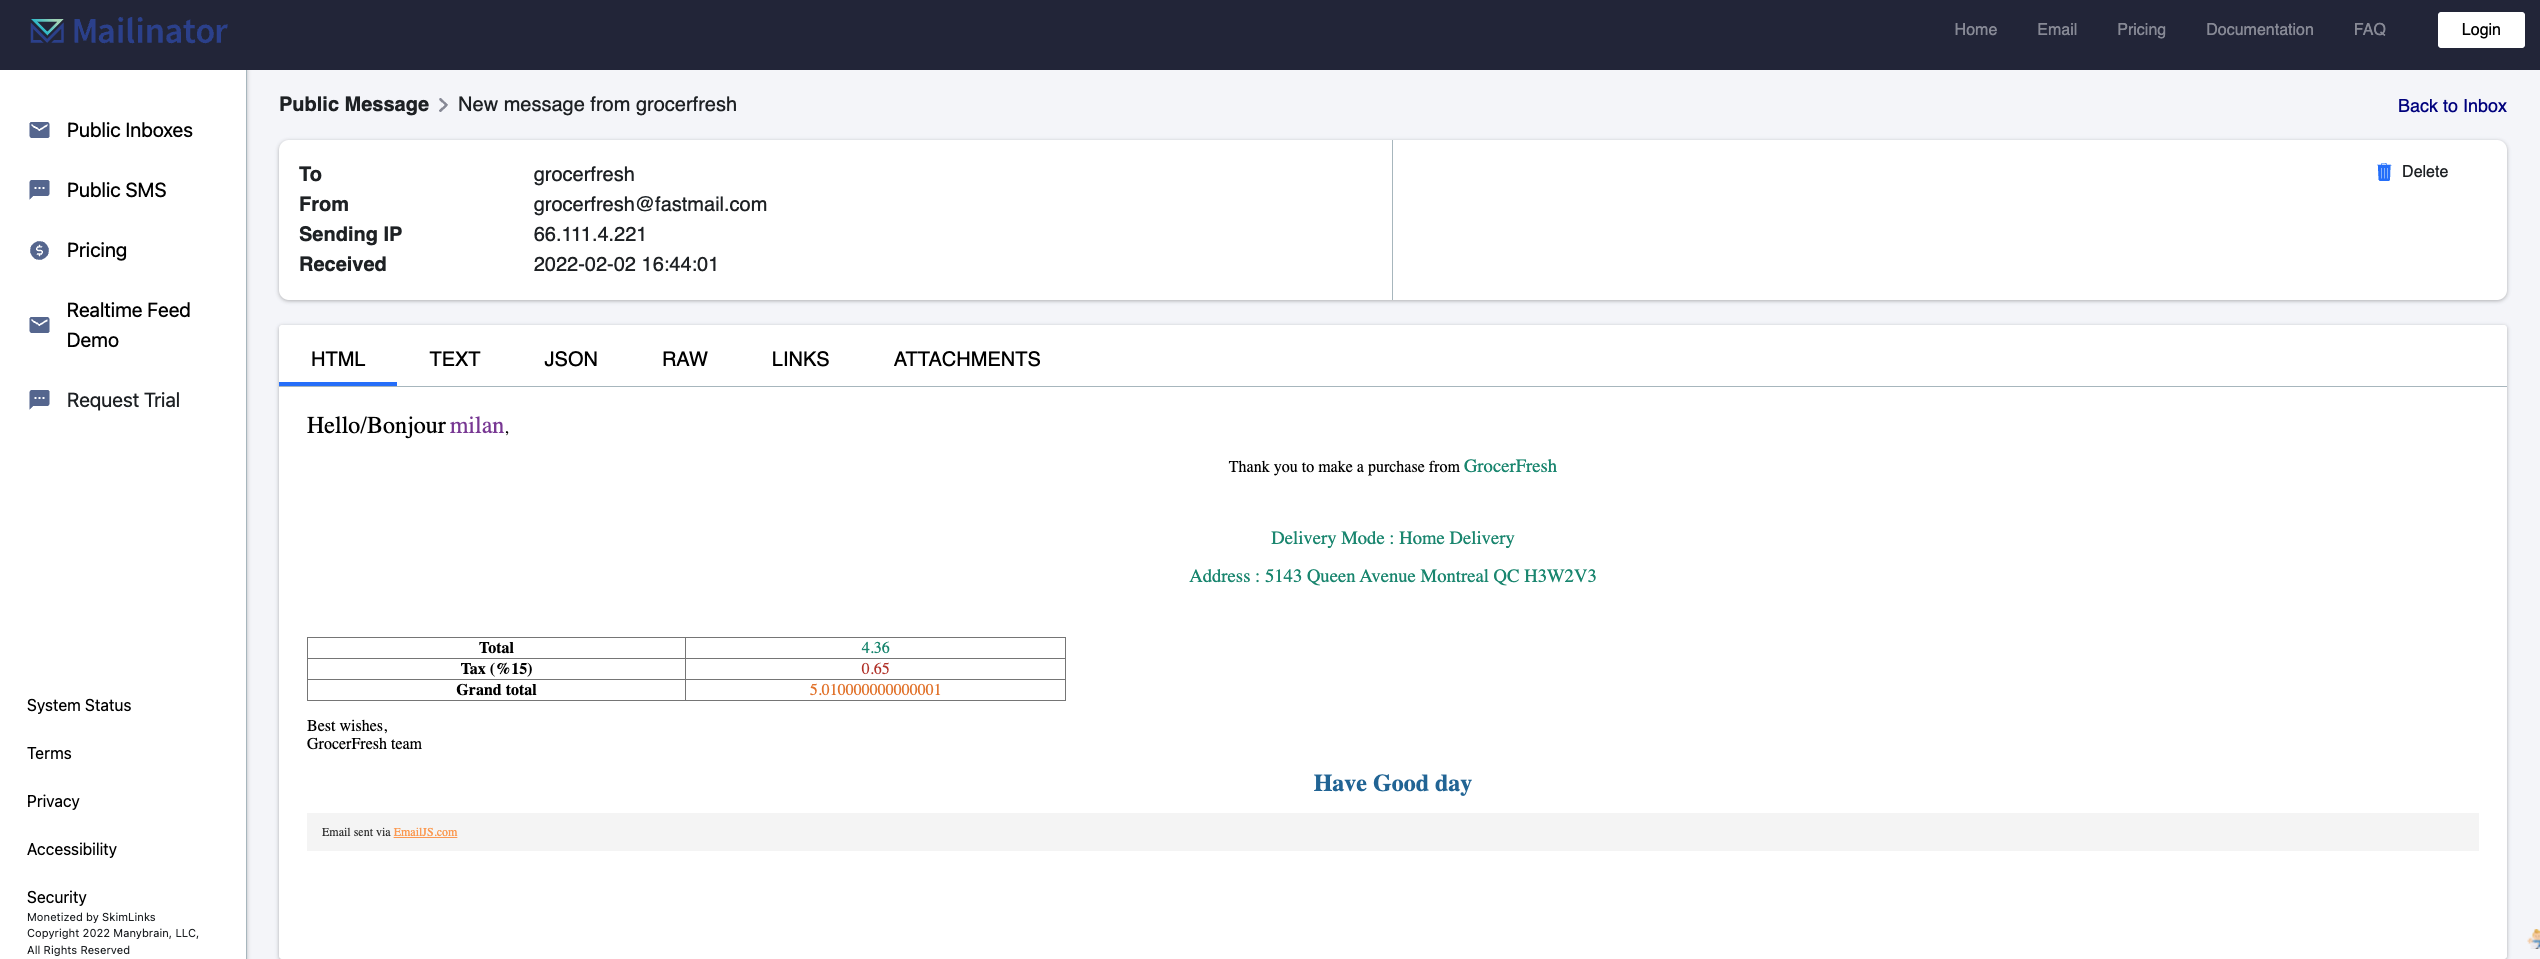 Mailinator
Home Email Pricing Documentation FAQ Login
Public Inboxes
Public SMS
Pricing
Realtime Feed
Demo
Request Trial
System Status
Terms
Privacy
Accessibility
Security
Monetized by SkimLinks
Copyright 2022 Manybrain, LLC,
All Rights Reserved
Public Message > New message from grocerfresh
Back to Inbox
To grocerfresh
From grocerfresh@fastmail.com
Sending IP 66.111.4.221
Received 2022-02-02 16:44:01
Delete
HTML TEXT JSON RAW LINKS ATTACHMENTS
Hello/Bonjour milan,
Thank you to make a purchase from GrocerFresh
Delivery Mode : Home Delivery
Address : 5143 Queen Avenue Montreal QC H3W2V3
Total 4.36
Tax (%15) 0.65
Grand total 5.010000000000001
Best wishes,
GrocerFresh team
Have Good day
Email sent via EmailJS.com